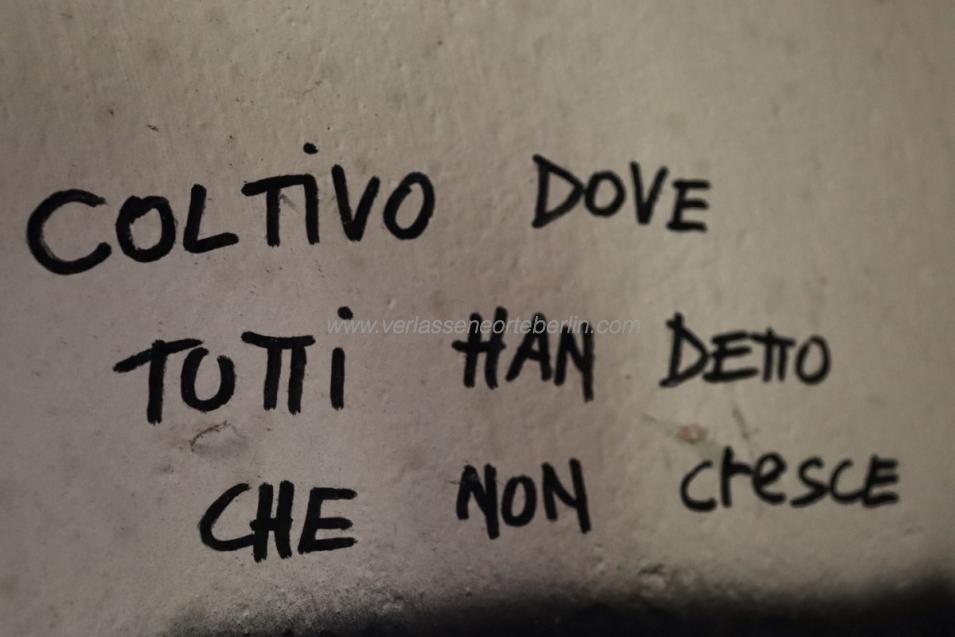 COLTiVO DOVE
TUTTi HAN DETTO
www.verlasseneorteberlin.com
CHE NON CreSCE